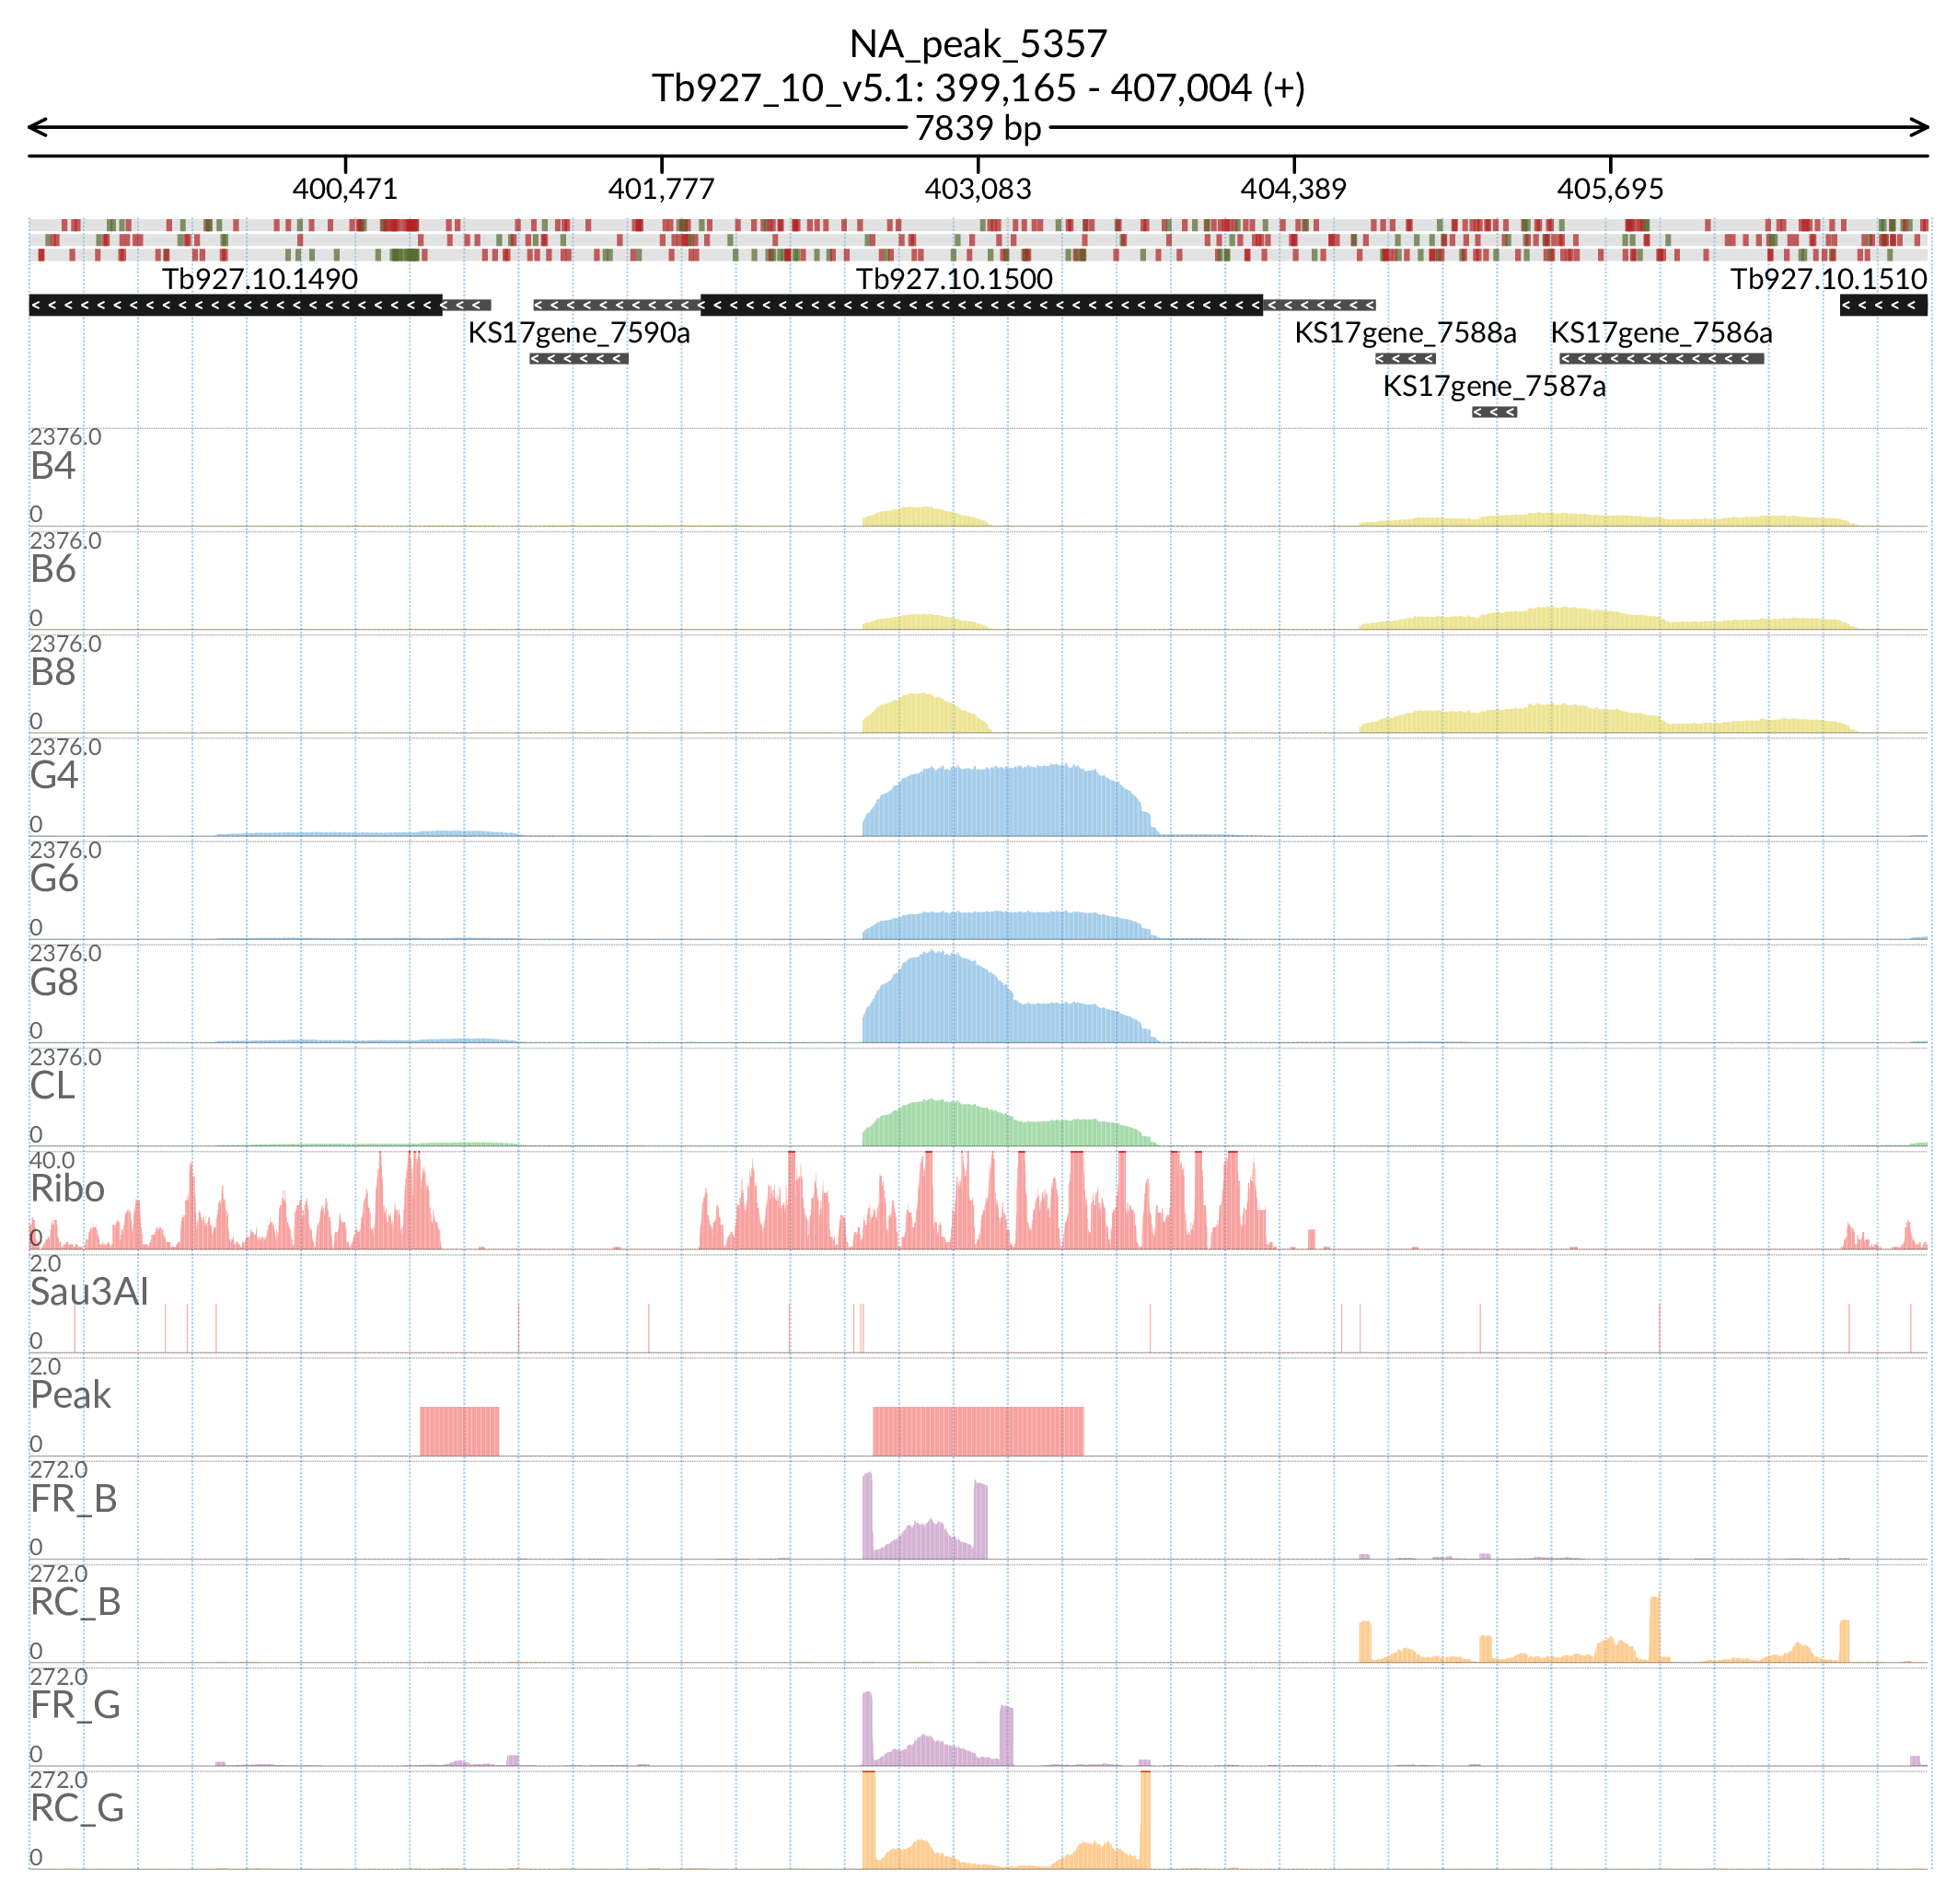 NA_peak_5357
Tb927_10_v5.1: 399,165 - 407,004 (+)
7839 bp
400,471 401,777 403,083 404,389 405,695
Tb927.10.1490 Tb927.10.1500 Tb927.10.1510
KS17gene_7590a KS17gene_7588a KS17gene_7586a
KS17gene_7587a
2376.0
B4
0
2376.0
B6
0
2376.0
B8
0
2376.0
G4
0
2376.0
G6
0
2376.0
G8
0
2376.0
CL
0
40.0
Ribo
0
2.0
Sau3AI
0
2.0
Peak
0
272.0
FR_B
0
272.0
RC_B
0
272.0
FR_G
0
272.0
RC_G
0